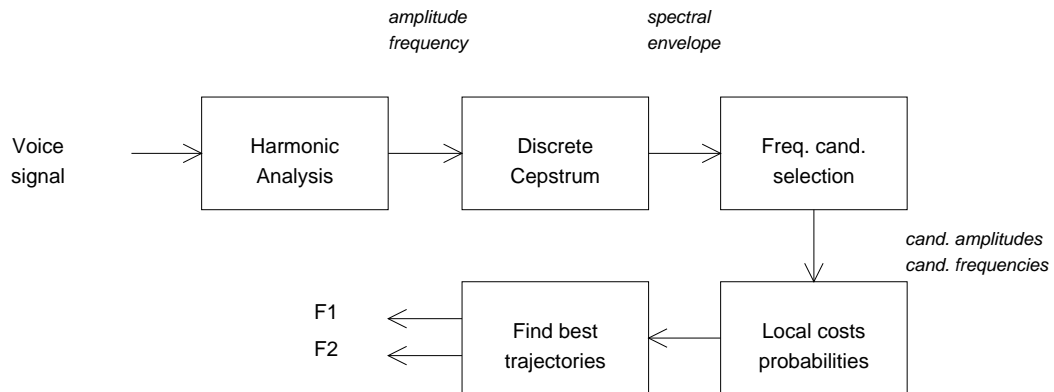 amplitude
frequency
spectral
envelope
Voice
signal
Harmonic
Analysis
Discrete
Cepstrum
Freq. cand.
selection
cand. amplitudes
cand. frequencies
F1
F2
Find best
trajectories
Local costs
probabilities